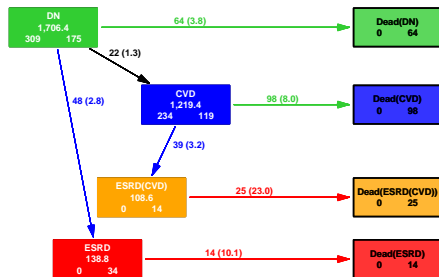 DN
1,706.4
309 175
64 (3.8)
Dead(DN)
0 64
22 (1.3)
48 (2.8)
CVD
1,219.4
234 119
98 (8.0)
Dead(CVD)
0 98
39 (3.2)
ESRD(CVD)
108.6
0 14
25 (23.0)
Dead(ESRD(CVD))
0 25
ESRD
138.8
0 34
14 (10.1)
Dead(ESRD)
0 14